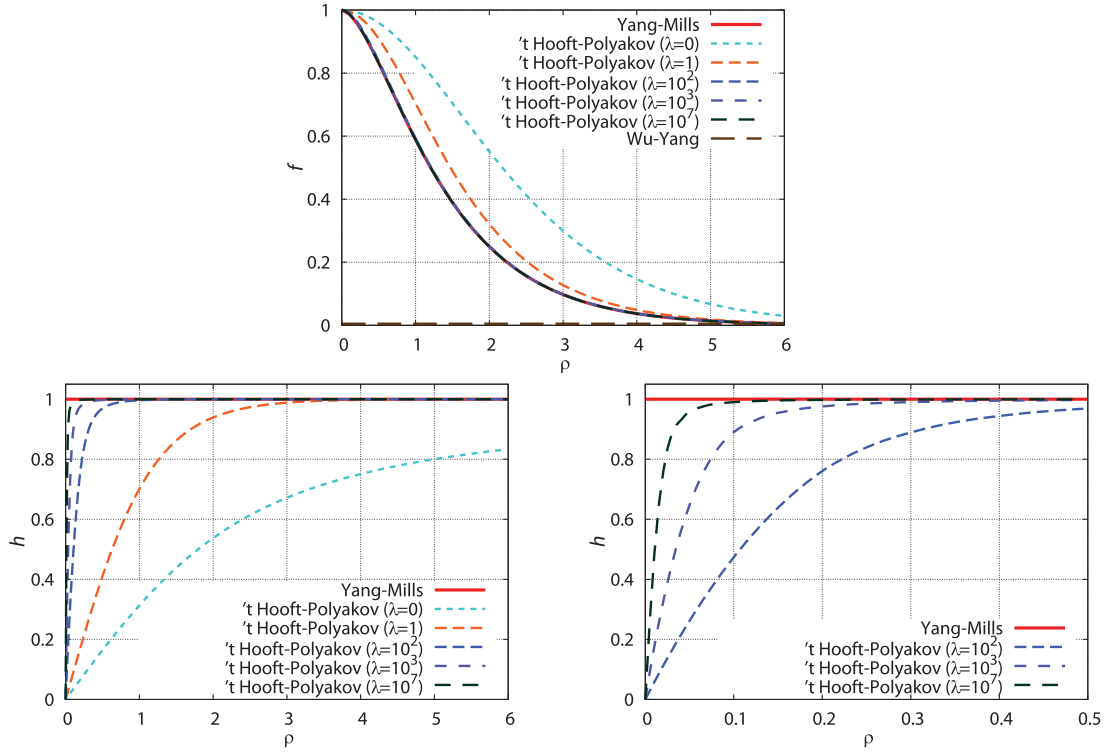 f
1
0.8
0.6
0.4
0.2
0
Yang-Mills
't Hooft-Polyakov (λ=0)
't Hooft-Polyakov (λ=1)
't Hooft-Polyakov (λ=10²)
't Hooft-Polyakov (λ=10³)
't Hooft-Polyakov (λ=10⁷)
Wu-Yang
0 1 2 3 4 5 6
ρ
h
1
0.8
0.6
0.4
0.2
0
Yang-Mills
't Hooft-Polyakov (λ=0)
't Hooft-Polyakov (λ=1)
't Hooft-Polyakov (λ=10²)
't Hooft-Polyakov (λ=10³)
't Hooft-Polyakov (λ=10⁷)
0 1 2 3 4 5 6
ρ
h
1
0.8
0.6
0.4
0.2
0
Yang-Mills
't Hooft-Polyakov (λ=10²)
't Hooft-Polyakov (λ=10³)
't Hooft-Polyakov (λ=10⁷)
0 0.1 0.2 0.3 0.4 0.5
ρ